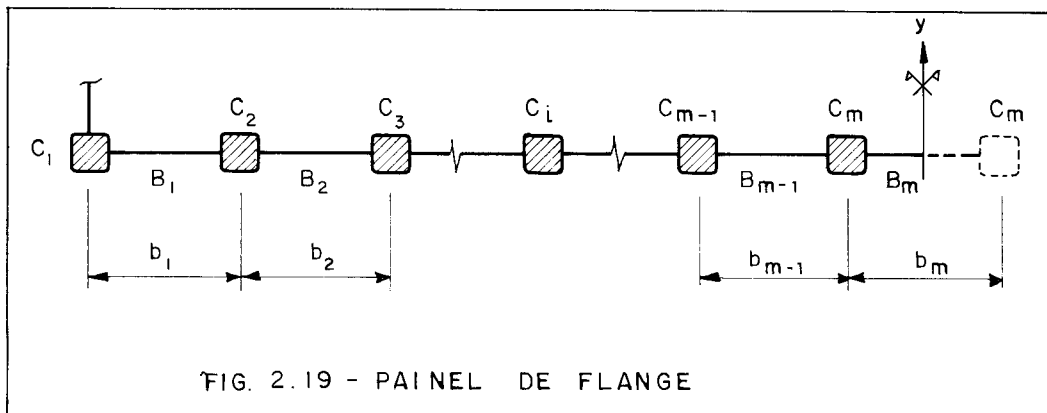 y
C₂ C₃ Cᵢ Cₘ₋₁ Cₘ Cₘ
C₁
B₁ B₂ Bₘ₋₁ Bₘ
b₁ b₂ bₘ₋₁ bₘ
FIG. 2.19 - PAINEL DE FLANGE